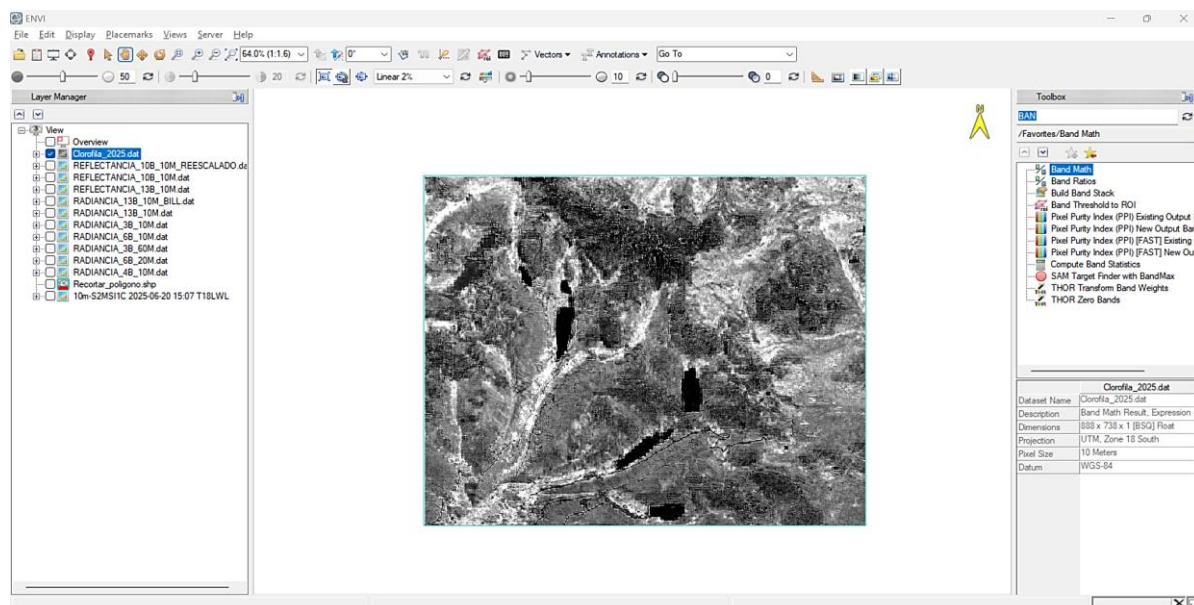 ENVI
File Edit Display Placemarks Views Server Help
64.0% (1:1.6) 0° Vectors Annotations Go To
50 20 Linear 2% 10 0
Layer Manager
View
Overview
Clorofila_2025.dat
REFLECTANCIA_10B_10M_REESCALADO.da
REFLECTANCIA_10B_10M.dat
REFLECTANCIA_13B_10M.dat
RADIANCIA_13B_10M_BILL.dat
RADIANCIA_13B_10M.dat
RADIANCIA_3B_10M.dat
RADIANCIA_6B_10M.dat
RADIANCIA_3B_60M.dat
RADIANCIA_6B_20M.dat
RADIANCIA_4B_10M.dat
Recortar_poligono.shp
10m-S2MSI1C 2025-06-20 15:07 T18LWL
Toolbox
BAN
/Favorites/Band Math
Band Math
Band Ratios
Build Band Stack
Band Threshold to ROI
Pixel Purity Index (PPI) Existing Output
Pixel Purity Index (PPI) New Output Ba
Pixel Purity Index (PPI) [FAST] Existing
Pixel Purity Index (PPI) [FAST] New Ou
Compute Band Statistics
SAM Target Finder with BandMax
THOR Transform Band Weights
THOR Zero Bands
Clorofila_2025.dat
Dataset Name Clorofila_2025.dat
Description Band Math Result, Expression
Dimensions 888 x 738 x 1 [BSQ] Float
Projection UTM, Zone 18 South
Pixel Size 10 Meters
Datum WGS-84